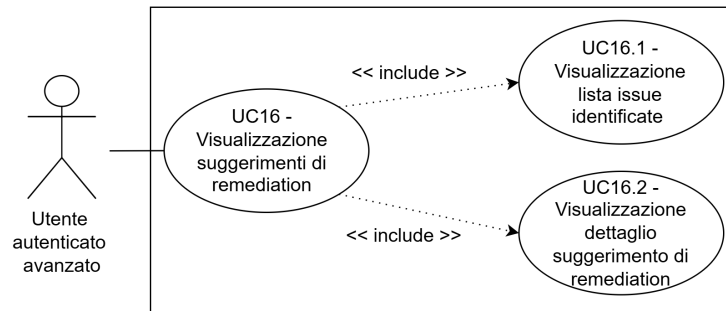 UC16.1 -
Visualizzazione
lista issue
identificate
<< include >>
UC16 -
Visualizzazione
suggerimenti di
remediation
Utente
autenticato
avanzato
<< include >>
UC16.2 -
Visualizzazione
dettaglio
suggerimento di
remediation